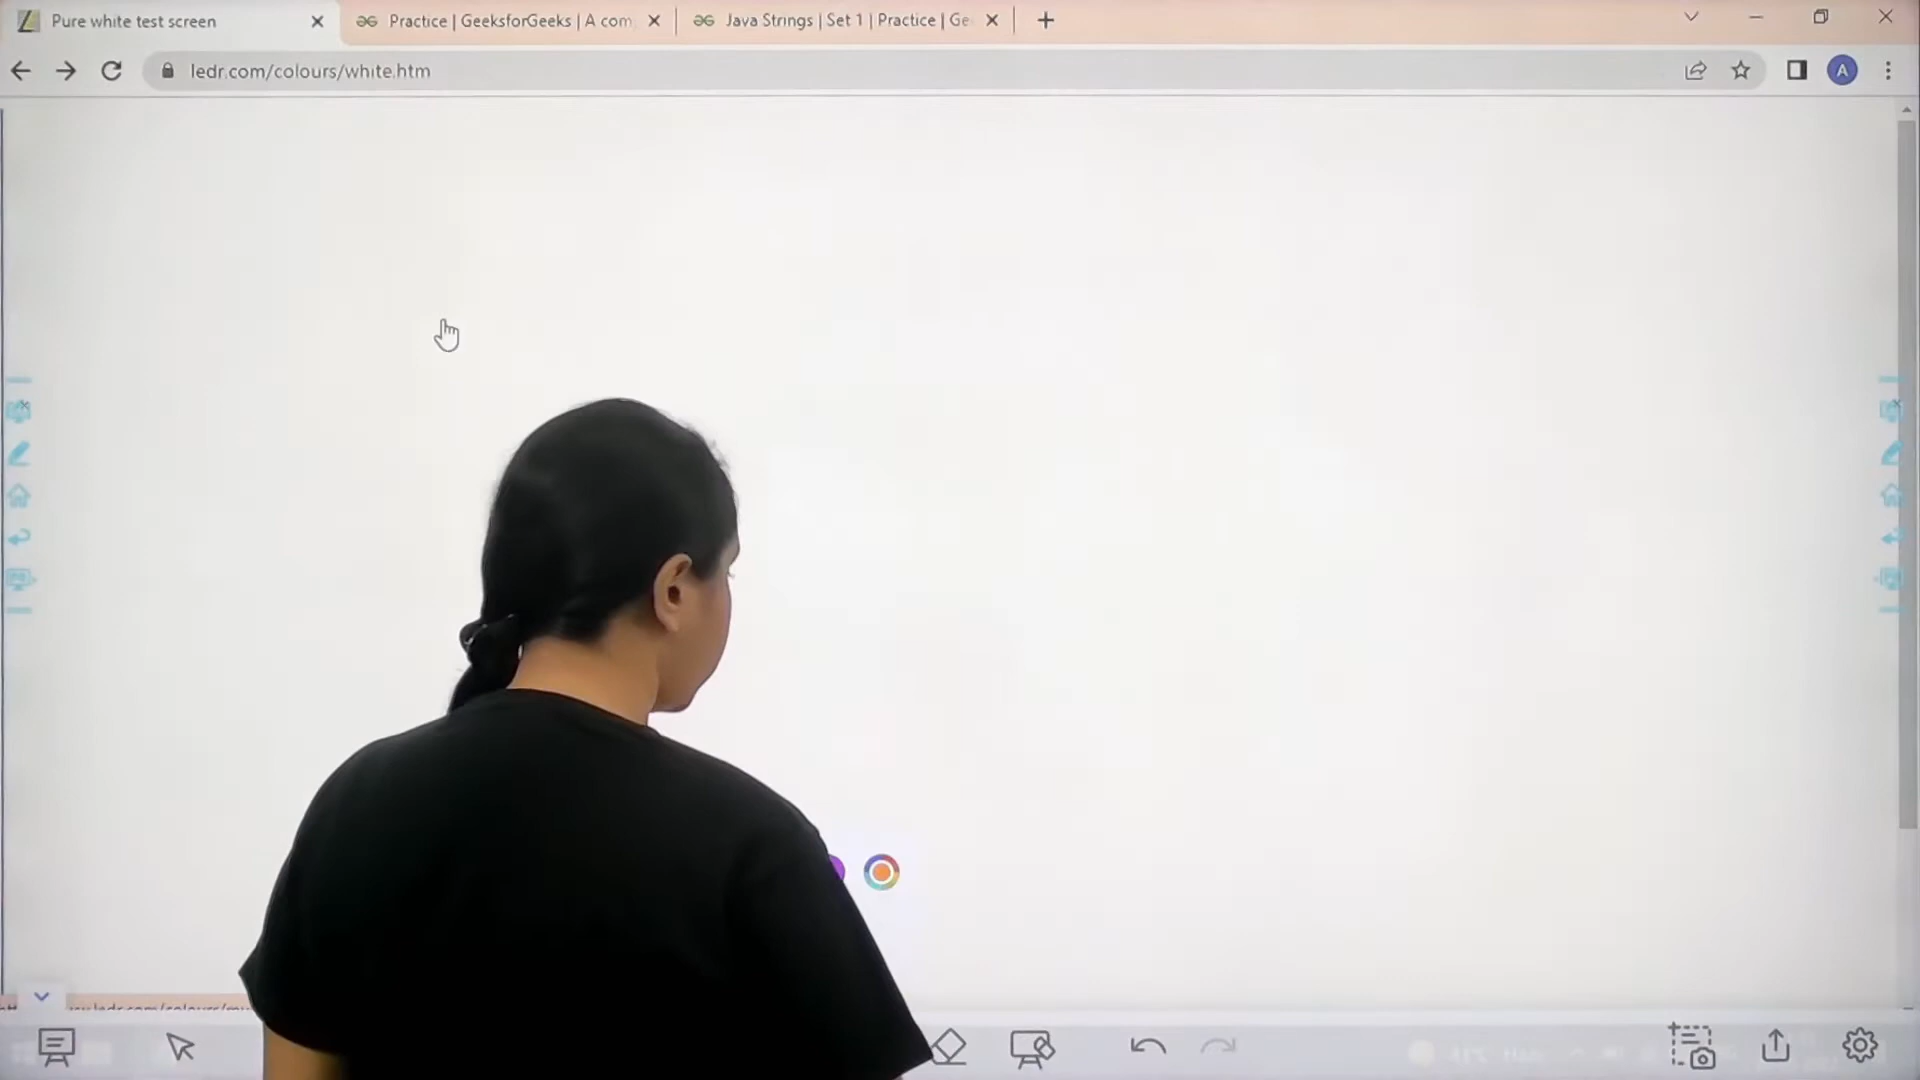 Pure white test screen
Practice | GeeksforGeeks | A com
Java Strings | Set 1 | Practice | Ge
ledr.com/colours/white.htm
A